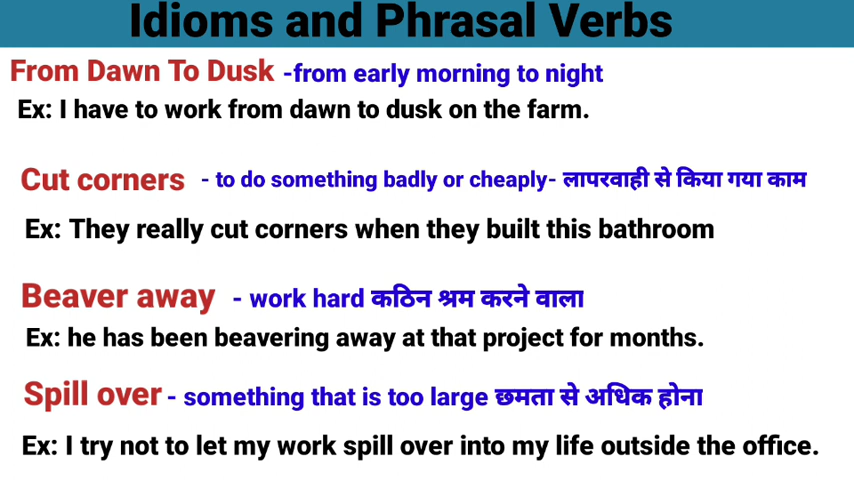 Idioms and Phrasal Verbs
From Dawn To Dusk -from early morning to night
Ex: I have to work from dawn to dusk on the farm.
Cut corners - to do something badly or cheaply- लापरवाही से किया गया काम
Ex: They really cut corners when they built this bathroom
Beaver away - work hard कठिन श्रम करने वाला
Ex: he has been beavering away at that project for months.
Spill over - something that is too large छमता से अधिक होना
Ex: I try not to let my work spill over into my life outside the office.